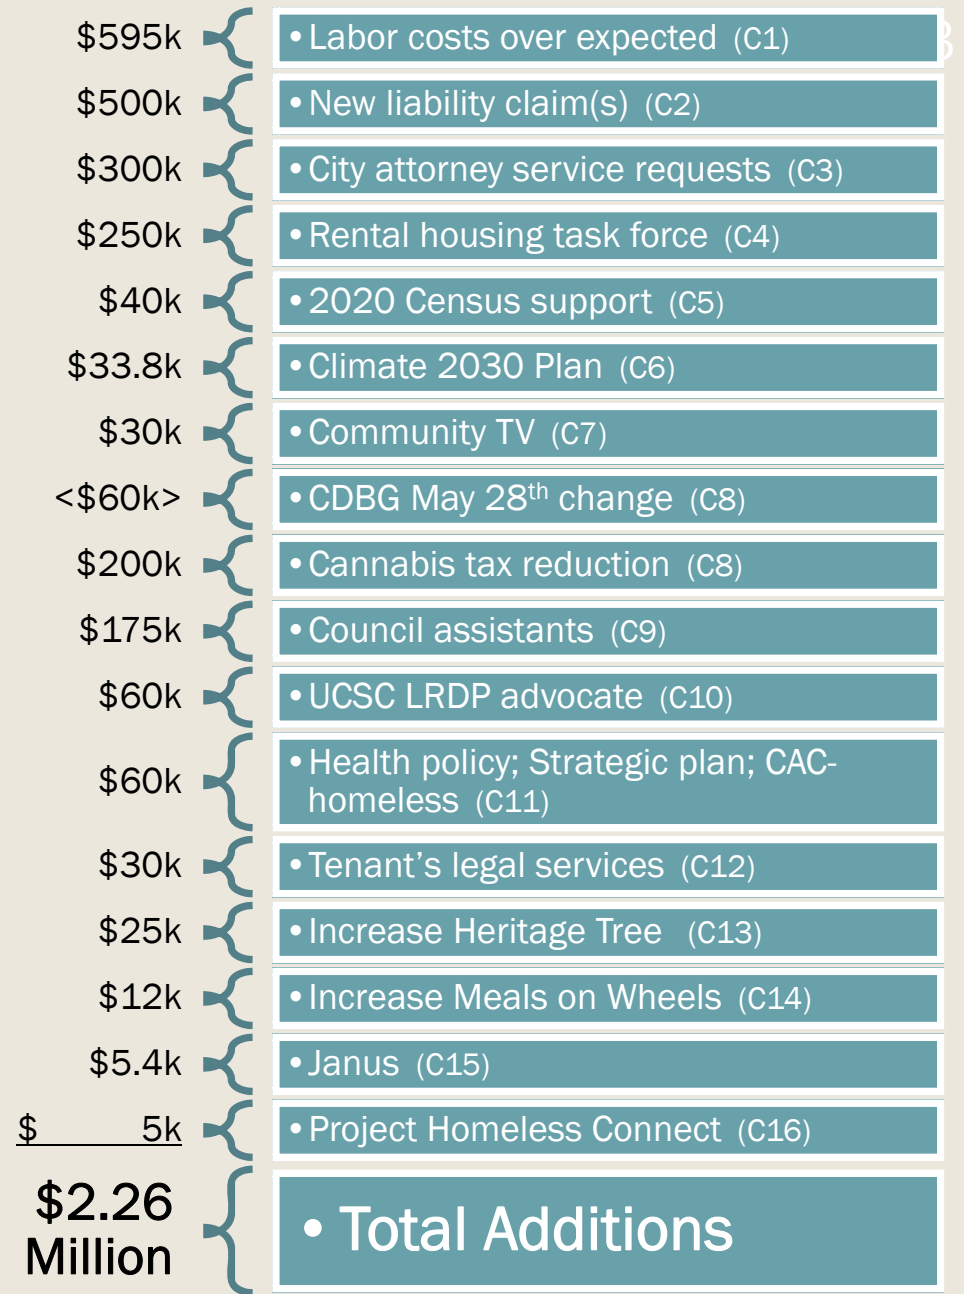 $595k • Labor costs over expected (C1)
$500k • New liability claim(s) (C2)
$300k • City attorney service requests (C3)
$250k • Rental housing task force (C4)
$40k • 2020 Census support (C5)
$33.8k • Climate 2030 Plan (C6)
$30k • Community TV (C7)
<$60k> • CDBG May 28th change (C8)
$200k • Cannabis tax reduction (C8)
$175k • Council assistants (C9)
$60k • UCSC LRDP advocate (C10)
$60k • Health policy; Strategic plan; CAC-
homeless (C11)
$30k • Tenant’s legal services (C12)
$25k • Increase Heritage Tree (C13)
$12k • Increase Meals on Wheels (C14)
$5.4k • Janus (C15)
$ 5k • Project Homeless Connect (C16)
$2.26
Million
• Total Additions